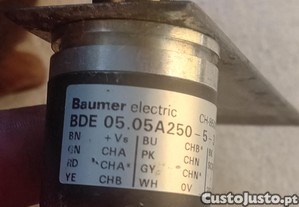 Baumer electric CH-
BDE 05.05A250-5-
BN +Vs BU CHB*
GN CHA PK CHN
RD CHA* GY CHN*
YE CHB WH 0V
CustoJusto.pt